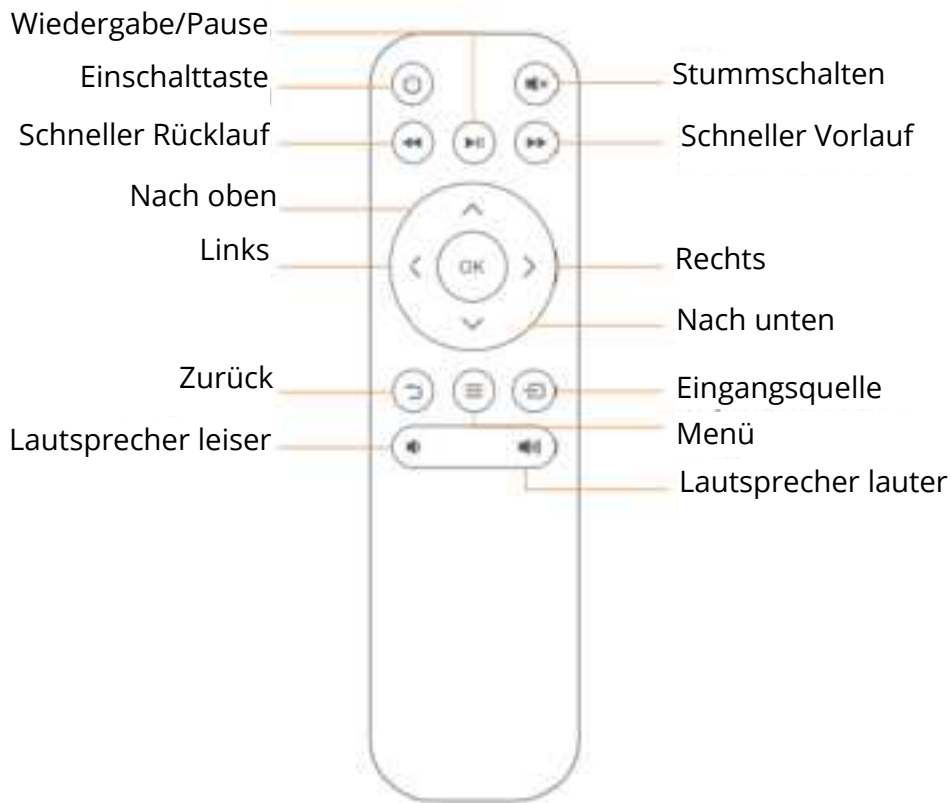 Wiedergabe/Pause
Einschalttaste
Stummschalten
Schneller Rücklauf
Schneller Vorlauf
Nach oben
Links
OK
Rechts
Nach unten
Zurück
Eingangsquelle
Lautsprecher leiser
Menü
Lautsprecher lauter